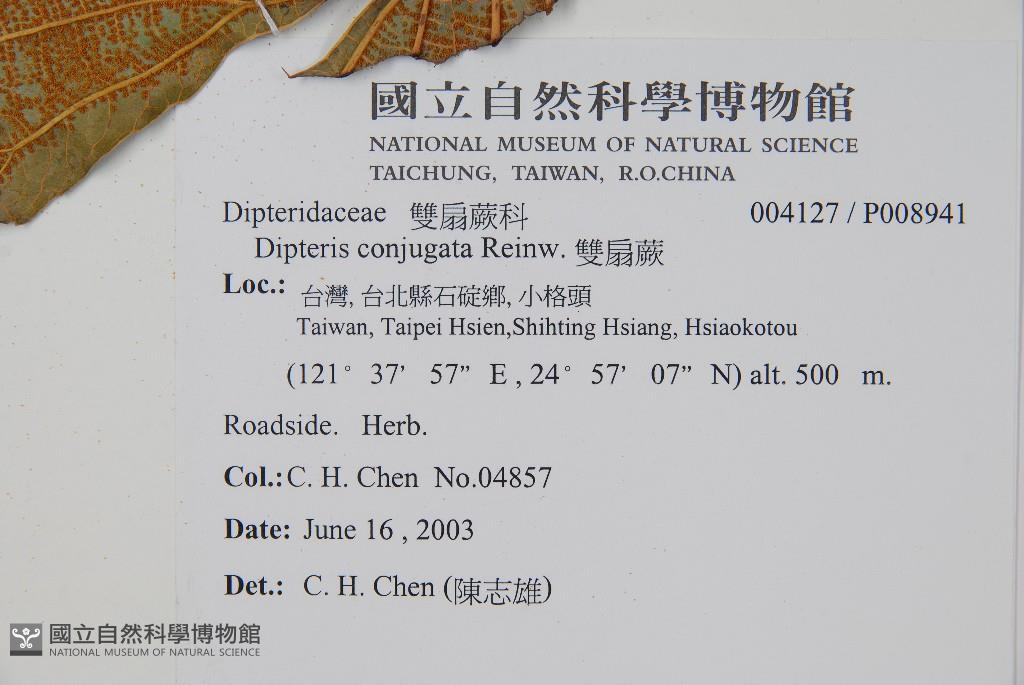 國立自然科學博物館
NATIONAL MUSEUM OF NATURAL SCIENCE
TAICHUNG, TAIWAN, R.O.CHINA
Dipteridaceae 雙扇蕨科 004127 / P008941
Dipteris conjugata Reinw. 雙扇蕨
Loc.: 台灣, 台北縣石碇鄉, 小格頭
Taiwan, Taipei Hsien,Shihting Hsiang, Hsiaokotou
(121° 37’ 57” E , 24° 57’ 07” N) alt. 500 m.
Roadside. Herb.
Col.: C. H. Chen No.04857
Date: June 16 , 2003
Det.: C. H. Chen (陳志雄)
國立自然科學博物館
NATIONAL MUSEUM OF NATURAL SCIENCE